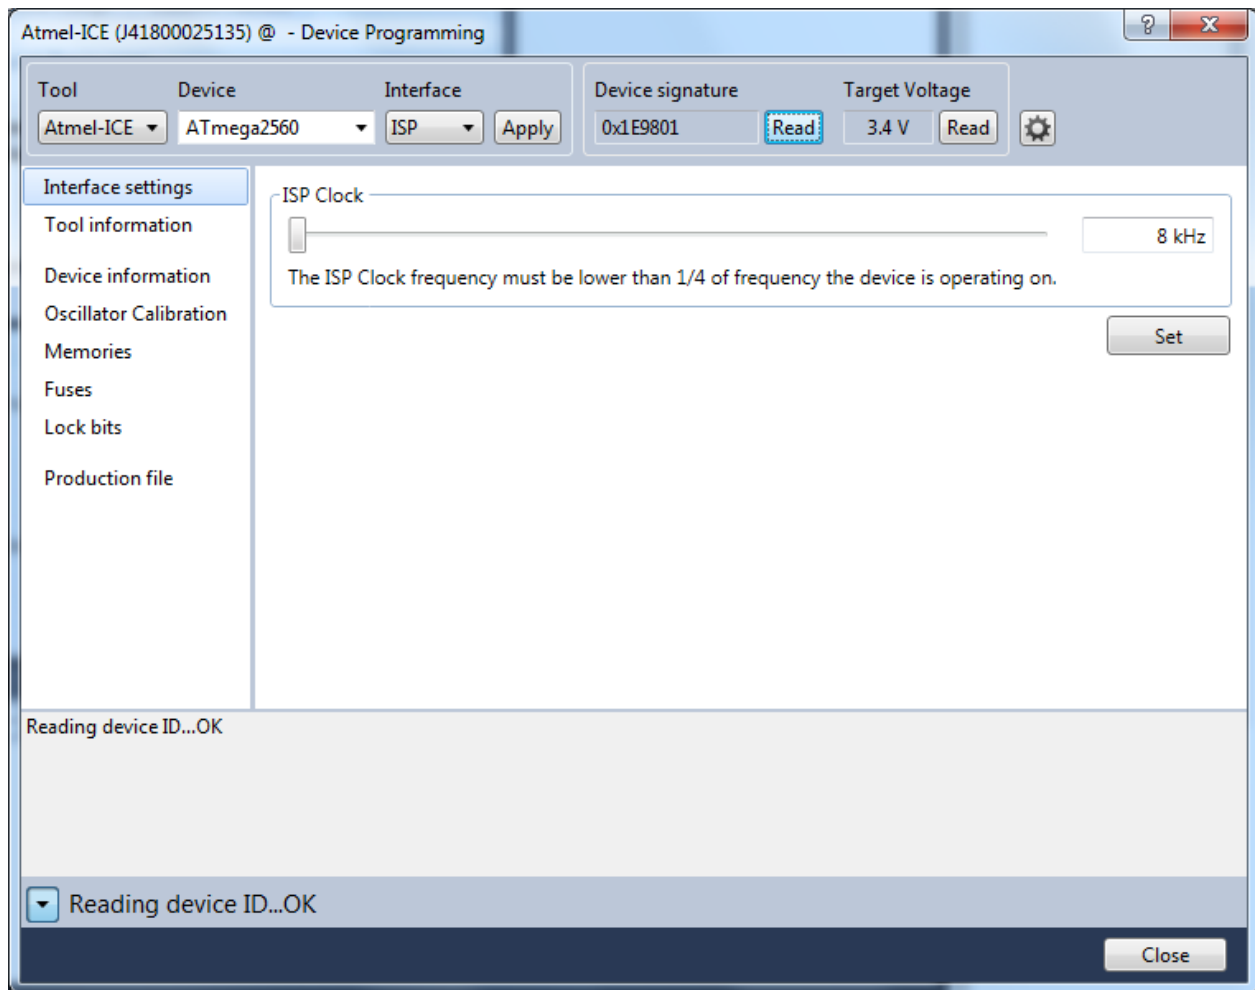 Atmel-ICE (J41800025135) @  - Device Programming
Tool Device Interface Device signature Target Voltage
Atmel-ICE ATmega2560 ISP Apply 0x1E9801 Read 3.4 V Read
Interface settings
Tool information
Device information
Oscillator Calibration
Memories
Fuses
Lock bits
Production file
ISP Clock
8 kHz
The ISP Clock frequency must be lower than 1/4 of frequency the device is operating on.
Set
Reading device ID...OK
Reading device ID...OK
Close